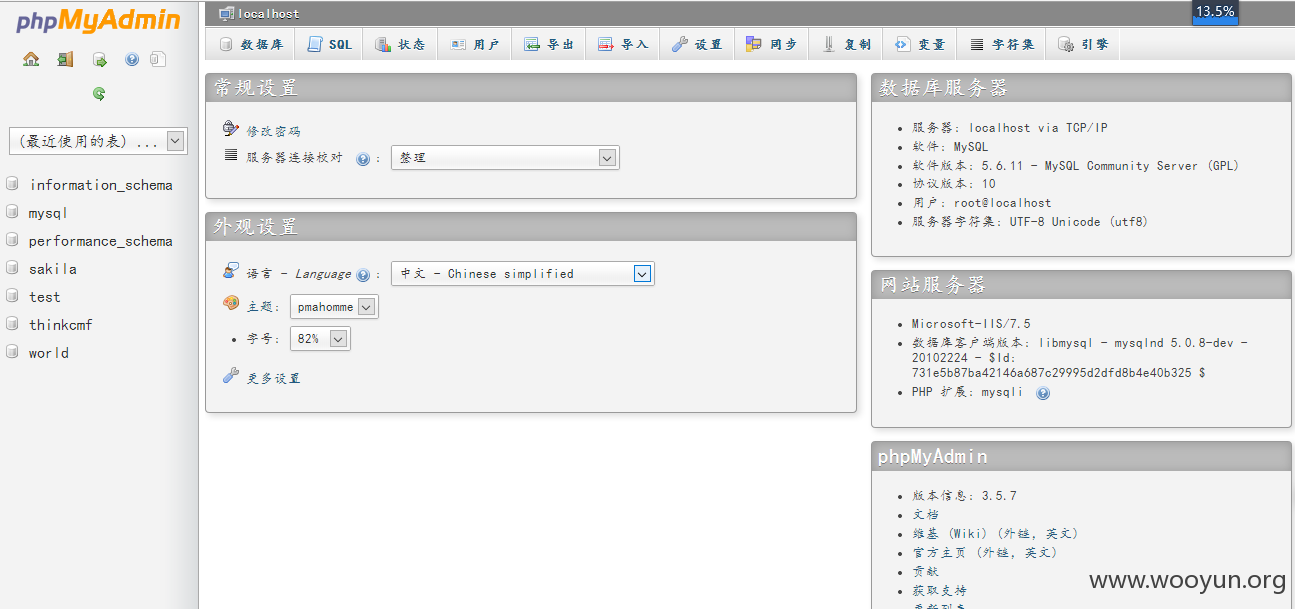 phpMyAdmin
(最近使用的表) ...
information_schema
mysql
performance_schema
sakila
test
thinkcmf
world
localhost
13.5%
数据库 SQL 状态 用户 导出 导入 设置 同步 复制 变量 字符集 引擎
常规设置
修改密码
服务器连接校对 : 整理
外观设置
语言 - Language : 中文 - Chinese simplified
主题: pmahomme
字号: 82%
更多设置
数据库服务器
服务器: localhost via TCP/IP
软件: MySQL
软件版本: 5.6.11 - MySQL Community Server (GPL)
协议版本: 10
用户: root@localhost
服务器字符集: UTF-8 Unicode (utf8)
网站服务器
Microsoft-IIS/7.5
数据库客户端版本: libmysql - mysqlnd 5.0.8-dev -
20102224 - $Id:
731e5b87ba42146a687c29995d2dfd8b4e40b325 $
PHP 扩展: mysqli
phpMyAdmin
版本信息: 3.5.7
文档
维基 (Wiki) (外链, 英文)
官方主页 (外链, 英文)
贡献
获取支持
www.wooyun.org